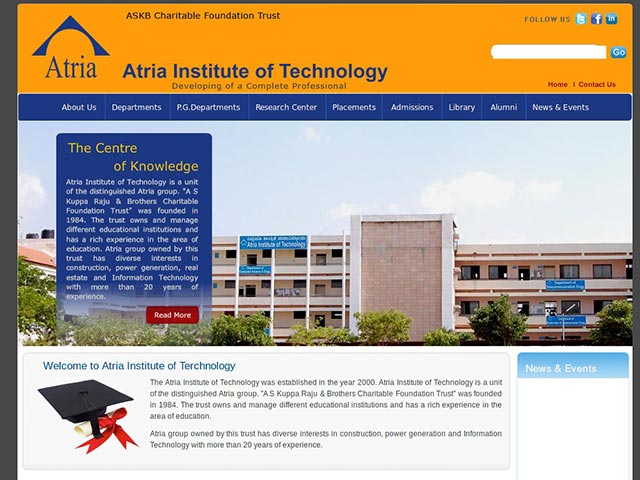 ASKB Charitable Foundation Trust
FOLLOW US
Atria
Atria Institute of Technology
Developing of a Complete Professional
Go
Home | Contact Us
About Us Departments P.G.Departments Research Center Placements Admissions Library Alumni News & Events
The Centre
of Knowledge
Atria Institute of Technology is a unit
of the distinguished Atria group. "A S
Kuppa Raju & Brothers Charitable
Foundation Trust" was founded in
1984. The trust owns and manage
different educational institutions and
has a rich experience in the area of
education. Atria group owned by this
trust has diverse interests in
construction, power generation, real
estate and Information Technology
with more than 20 years of
experience.
Read More
Atria Institute of Technology
Welcome to Atria Institute of Terchnology
The Atria Institute of Technology was established in the year 2000. Atria Institute of Technology is a unit
of the distinguished Atria group. "A S Kuppa Raju & Brothers Charitable Foundation Trust" was founded
in 1984. The trust owns and manage different educational institutions and has a rich experience in the
area of education.
Atria group owned by this trust has diverse interests in construction, power generation and Information
Technology with more than 20 years of experience.
News & Events